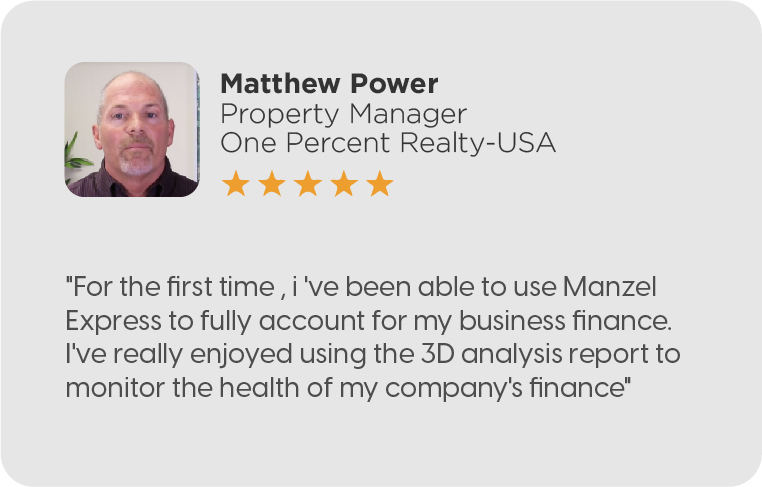 Matthew Power
Property Manager
One Percent Realty-USA
"For the first time , i 've been able to use Manzel
Express to fully account for my business finance.
I've really enjoyed using the 3D analysis report to
monitor the health of my company's finance"